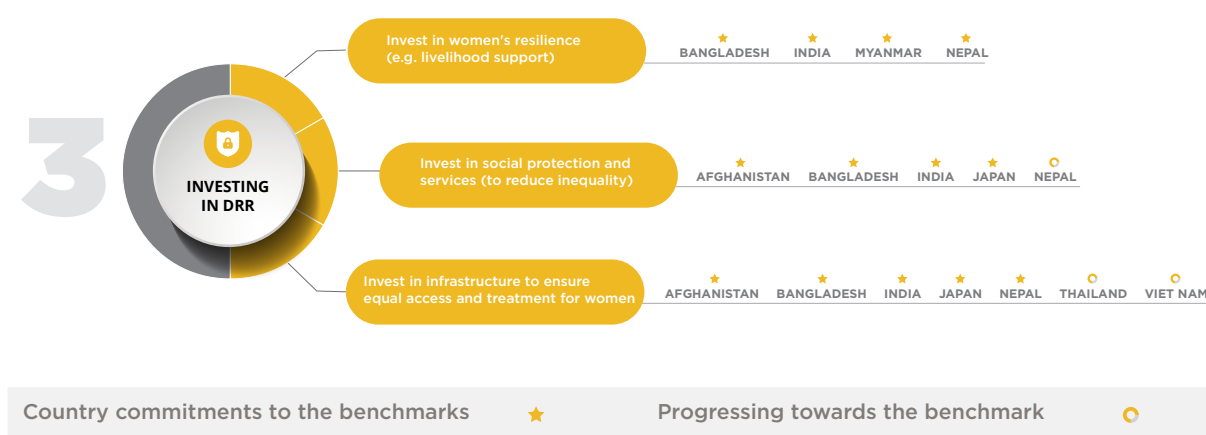 3
INVESTING
IN DRR
Invest in women's resilience
(e.g. livelihood support)
BANGLADESH INDIA MYANMAR NEPAL
Invest in social protection and
services (to reduce inequality)
AFGHANISTAN BANGLADESH INDIA JAPAN NEPAL
Invest in infrastructure to ensure
equal access and treatment for women
AFGHANISTAN BANGLADESH INDIA JAPAN NEPAL THAILAND VIET NAM
Country commitments to the benchmarks
Progressing towards the benchmark